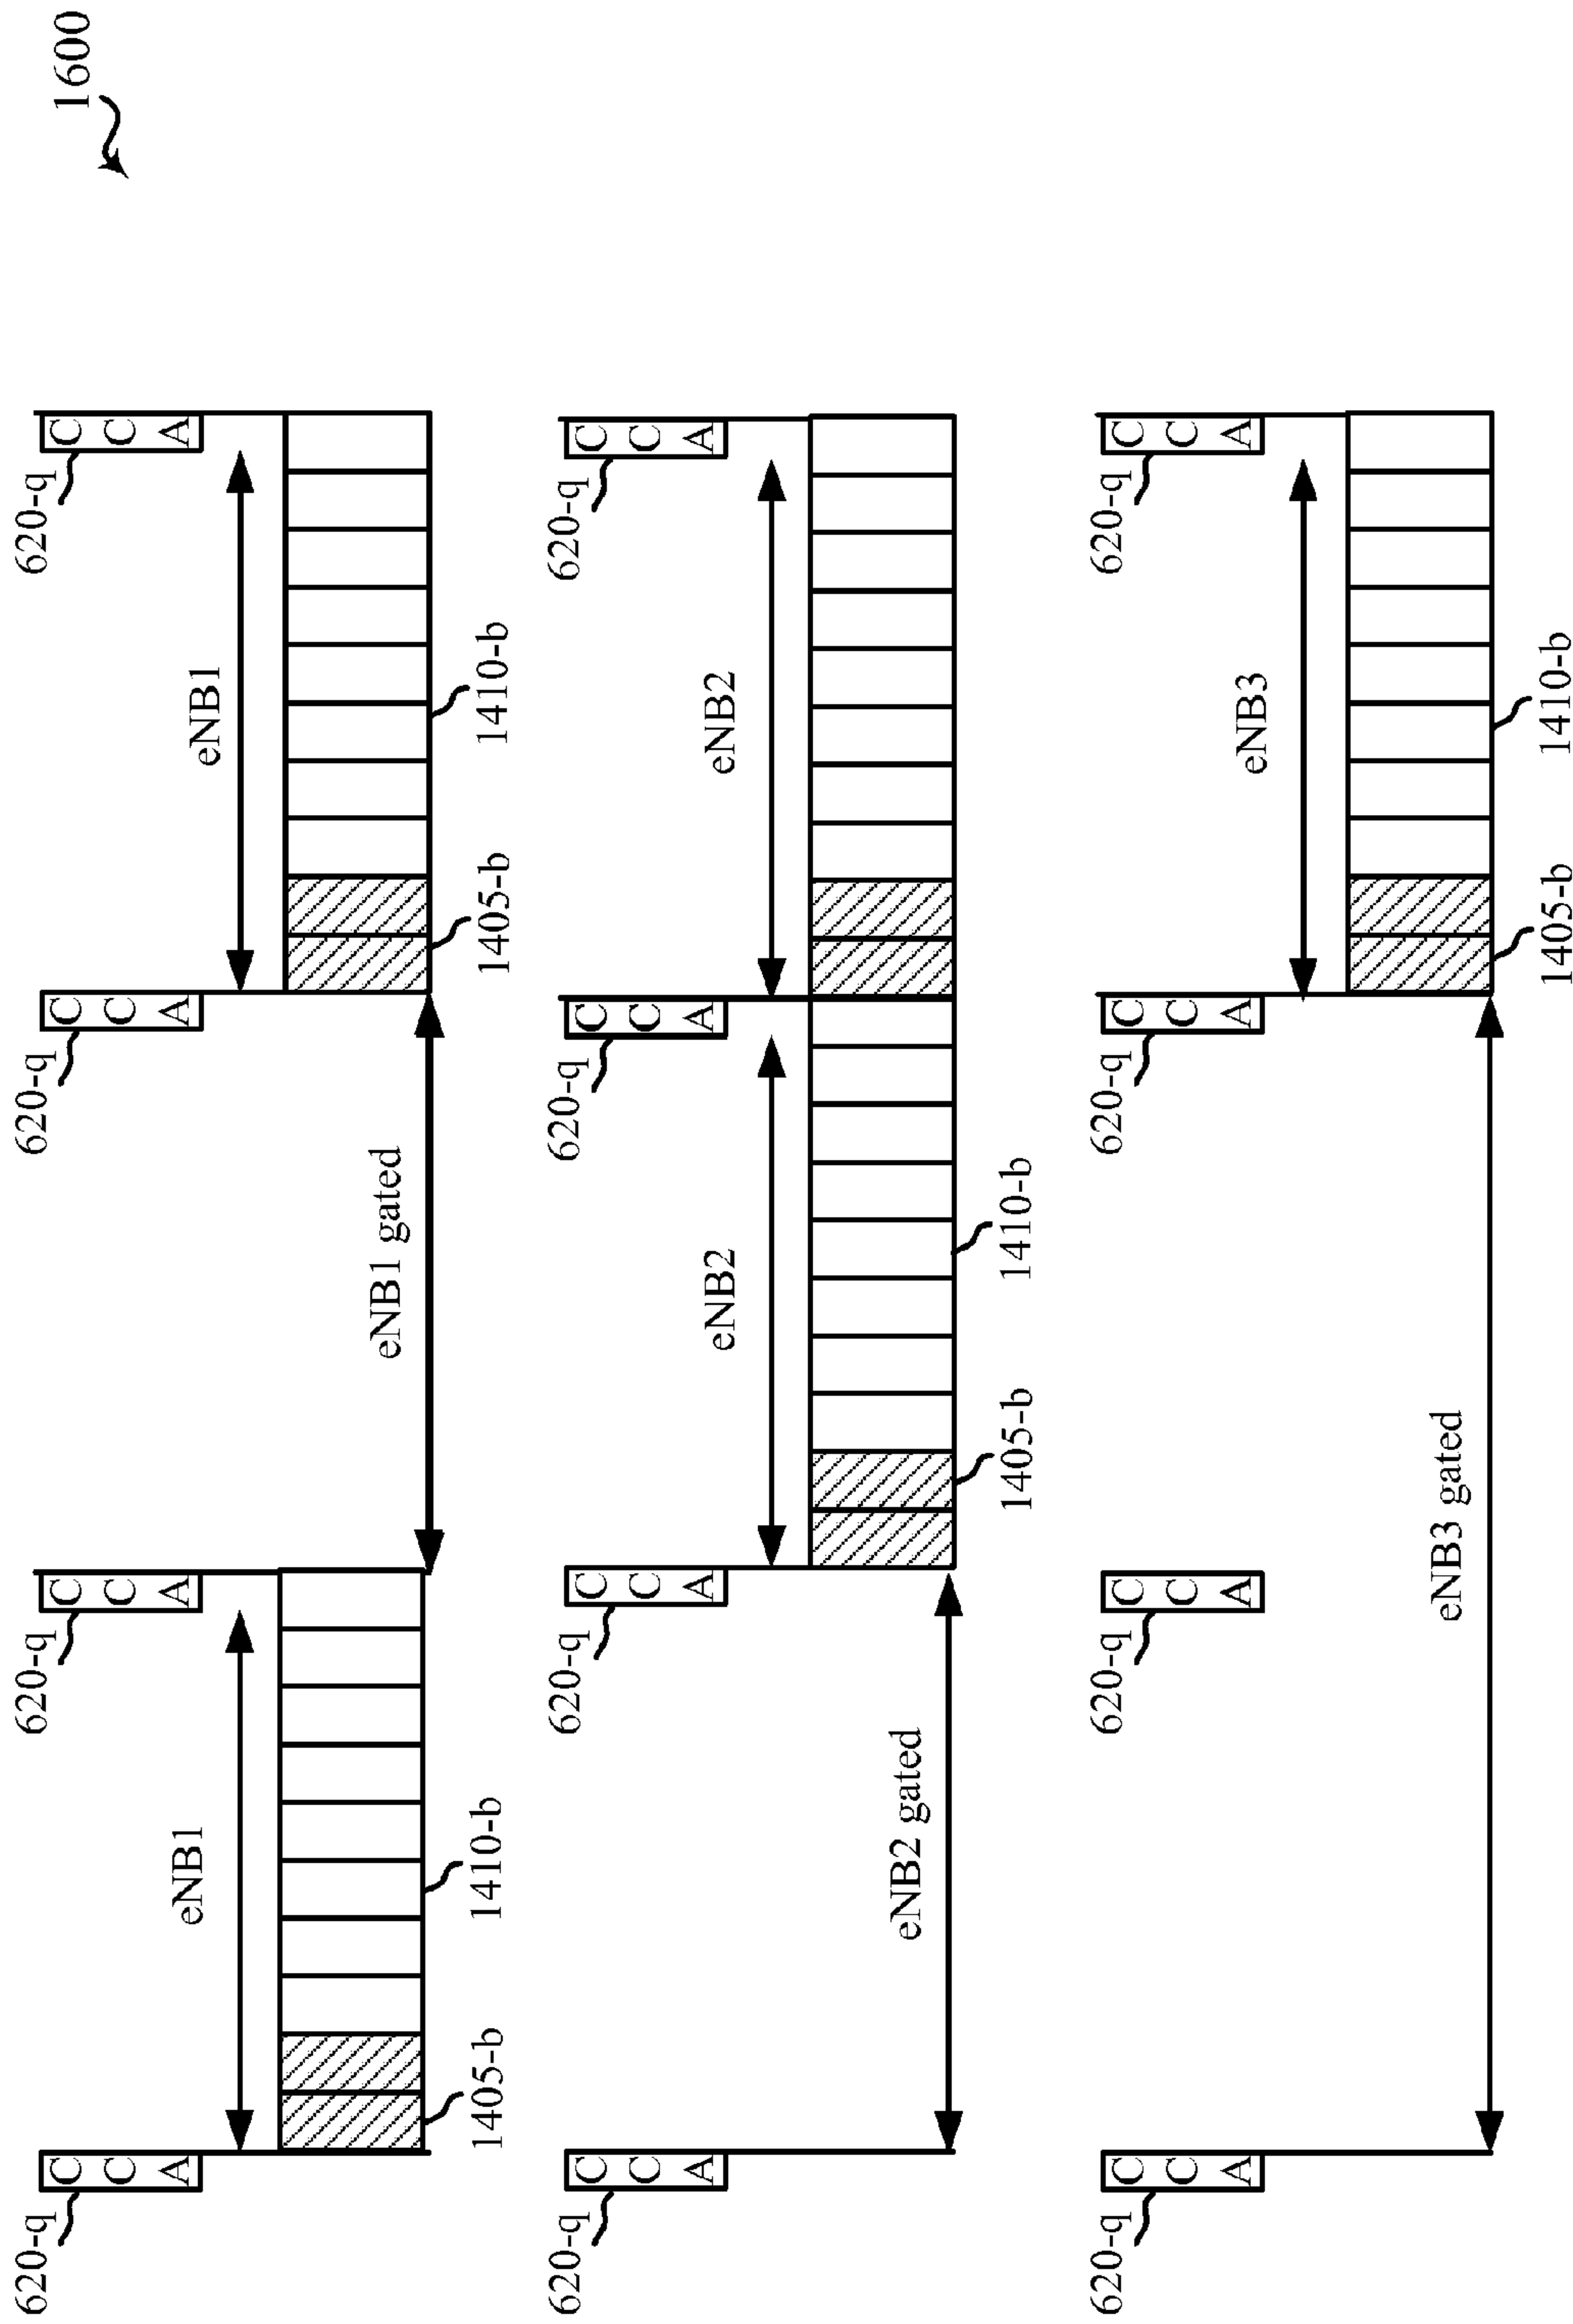 1600
620-q
620-q
620-q
620-q
CCA
CCA
CCA
CCA
eNB1
eNB1
eNB1 gated
1405-b
1410-b
1405-b
1410-b
620-q
620-q
620-q
620-q
CCA
CCA
CCA
CCA
eNB2
eNB2
eNB2 gated
1405-b
1410-b
620-q
620-q
620-q
620-q
CCA
CCA
CCA
CCA
eNB3
eNB3 gated
1405-b
1410-b